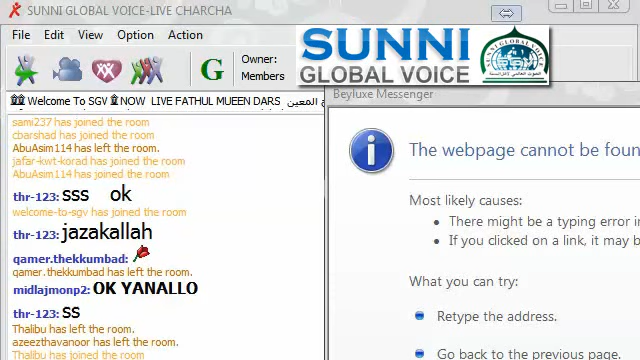 SUNNI GLOBAL VOICE-LIVE CHARCHA
File Edit View Option Action
G
Owner:
Members
SUNNI
GLOBAL VOICE
SUNNI GLOBAL VOICE
Welcome To SGV NOW LIVE FATHUL MUEEN DARS
Beyluxe Messenger
sami237 has joined the room
cbarshad has joined the room
AbuAsim114 has left the room.
jafar-kwt-korad has joined the room
AbuAsim114 has joined the room
thr-123: sss ok
welcome-to-sgv has joined the room
thr-123: jazakallah
qamer.thekkumbad:
qamer.thekkumbad has left the room.
midlajmonp2: OK YANALLO
thr-123: ss
Thalibu has left the room.
azeezthavanoor has left the room.
Thalibu has joined the room
The webpage cannot be foun
Most likely causes:
• There might be a typing error in
• If you clicked on a link, it may b
What you can try:
Retype the address.
Go back to the previous page.